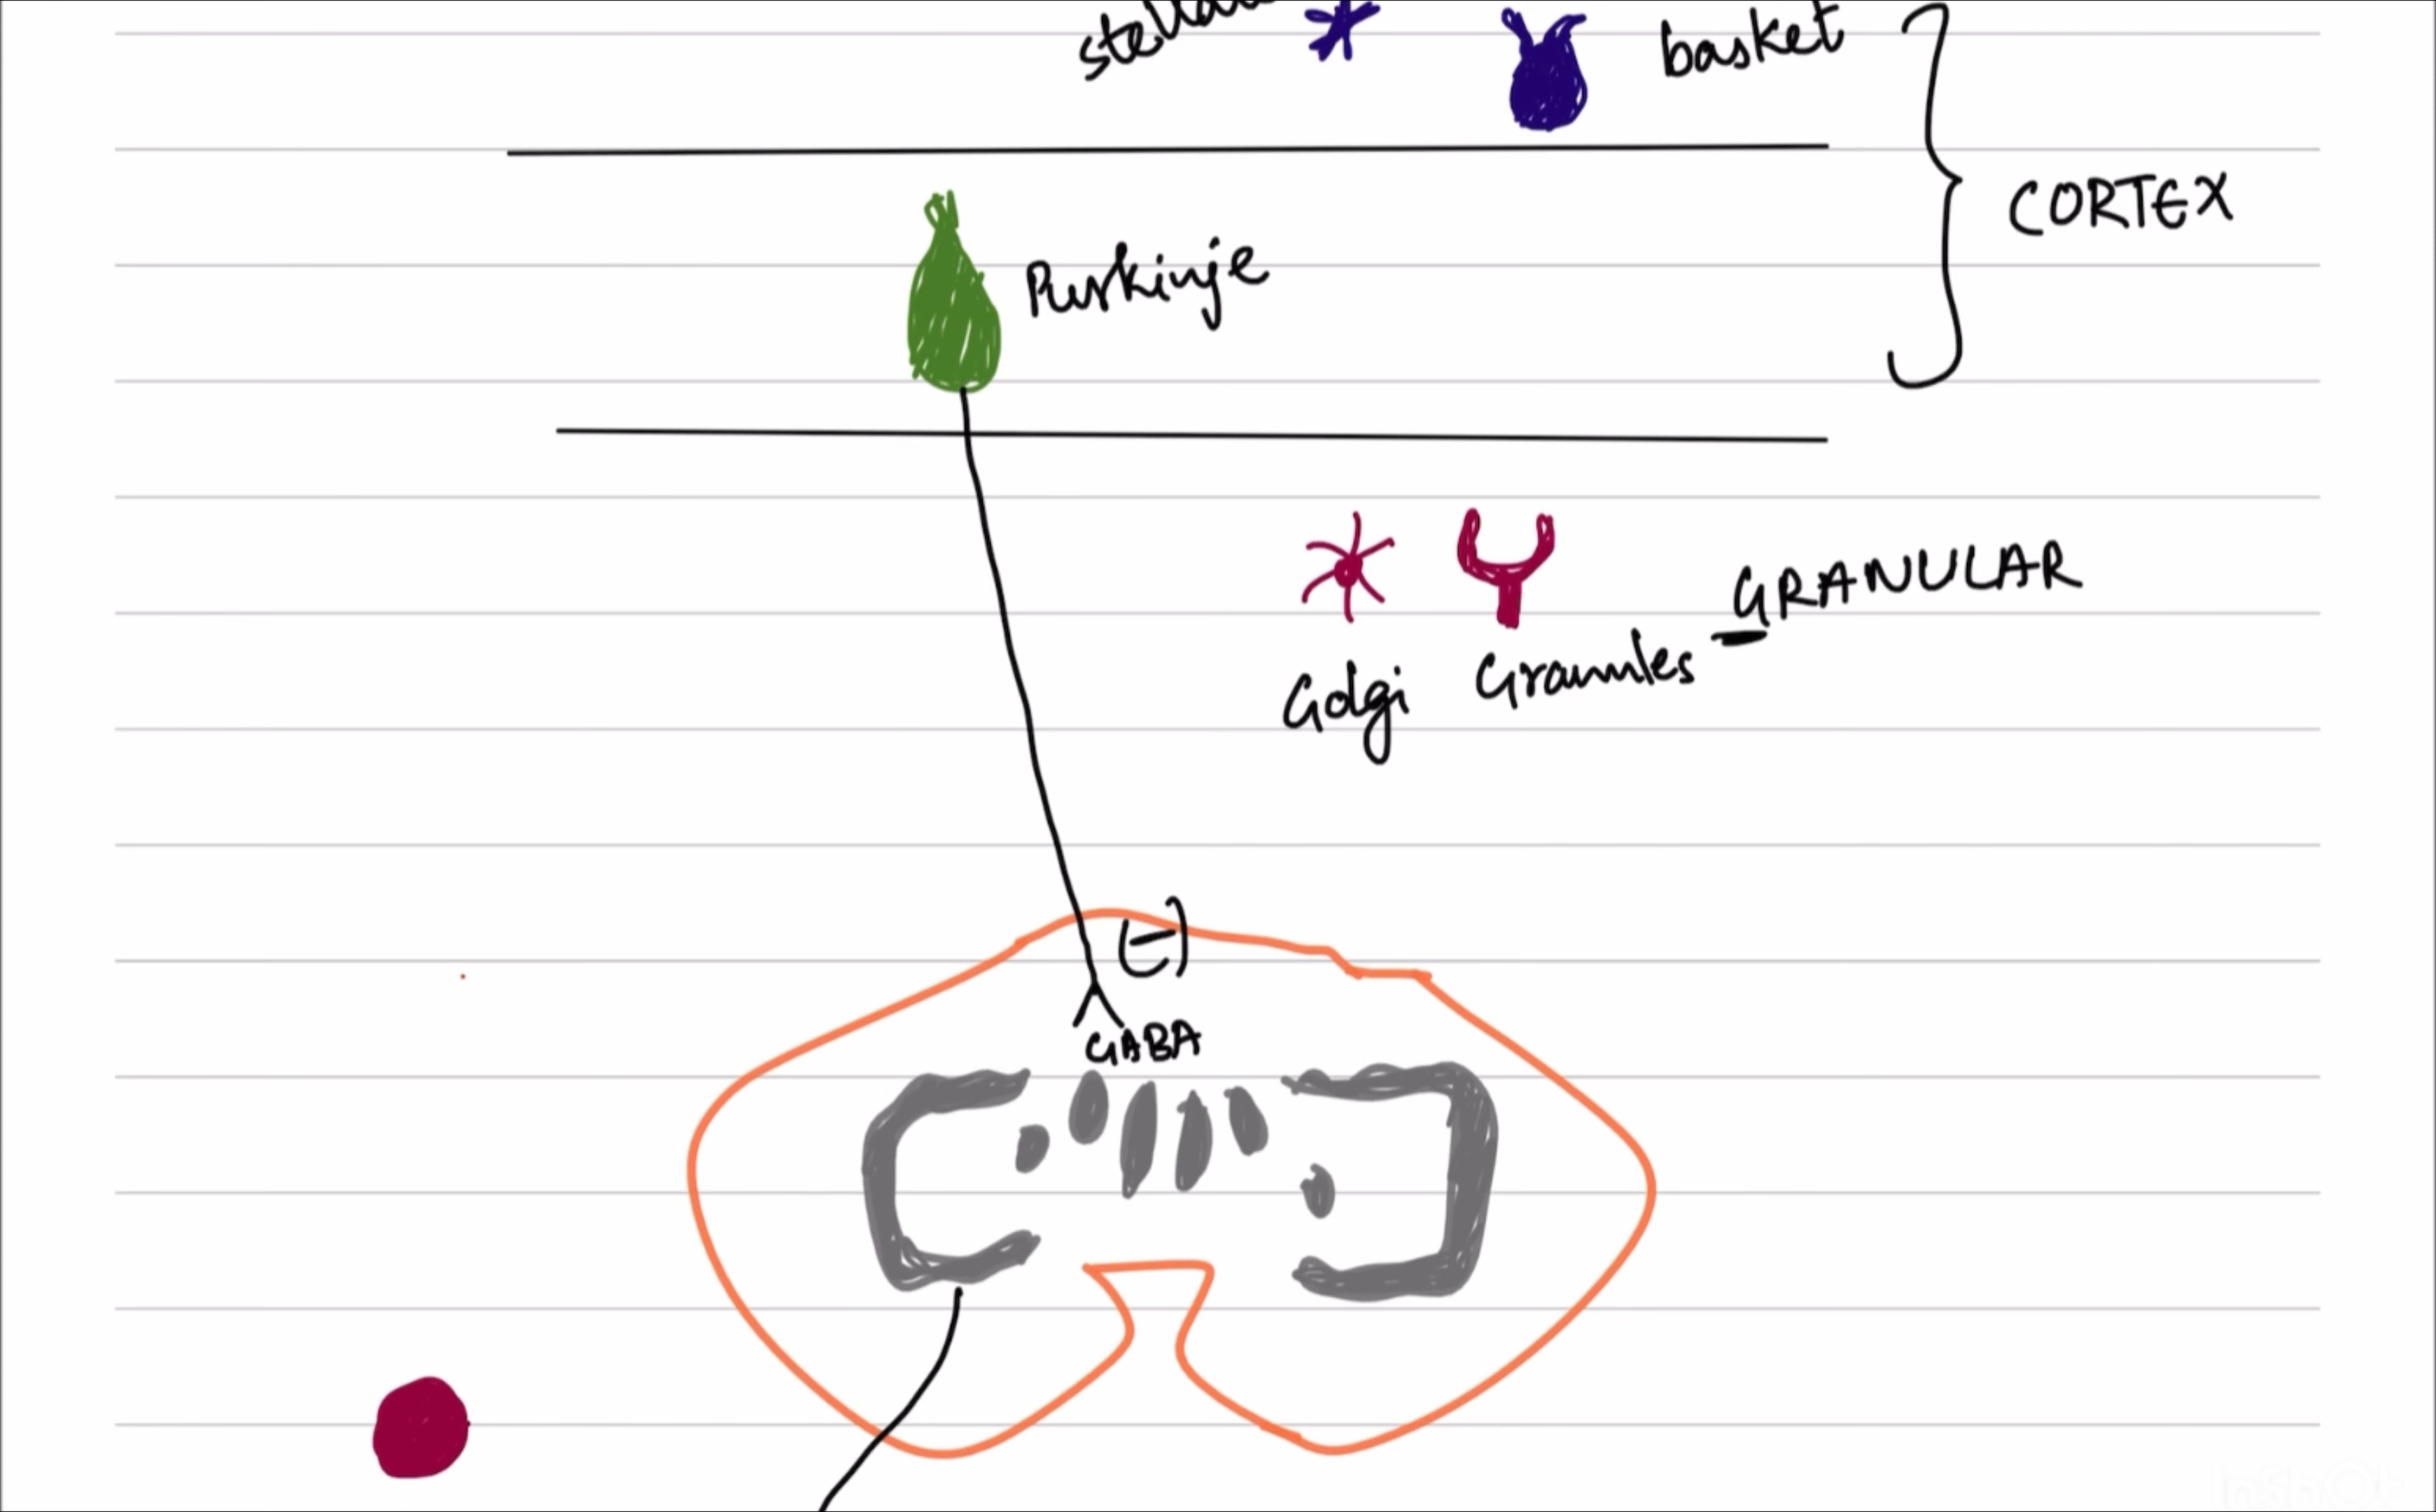 basket
CORTEX
Purkinje
GRANULAR
Golgi Granules
(-)
GABA